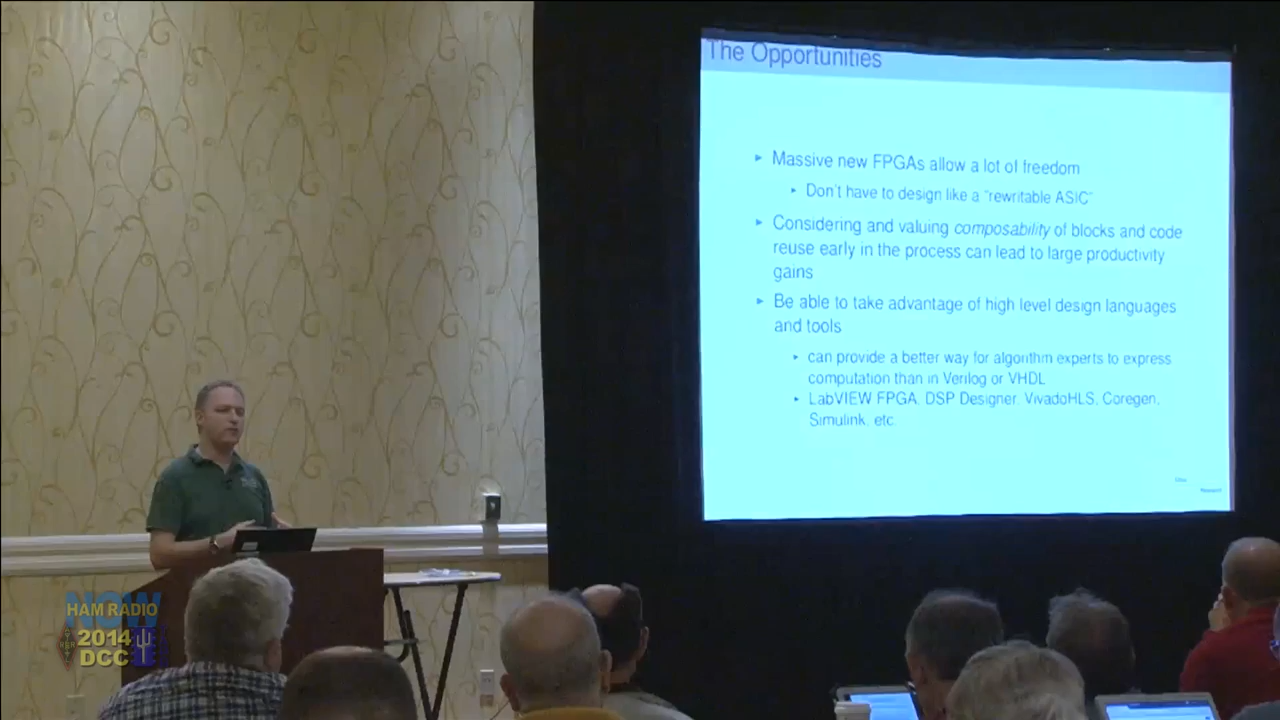 The Opportunities
Massive new FPGAs allow a lot of freedom
Don't have to design like a "rewritable ASIC"
Considering and valuing composability of blocks and code
reuse early in the process can lead to large productivity
gains
Be able to take advantage of high level design languages
and tools
can provide a better way for algorithm experts to express
computation than in Verilog or VHDL
LabVIEW FPGA, DSP Designer, VivadoHLS, Coregen,
Simulink, etc
NOW
HAM RADIO
2014
DCC